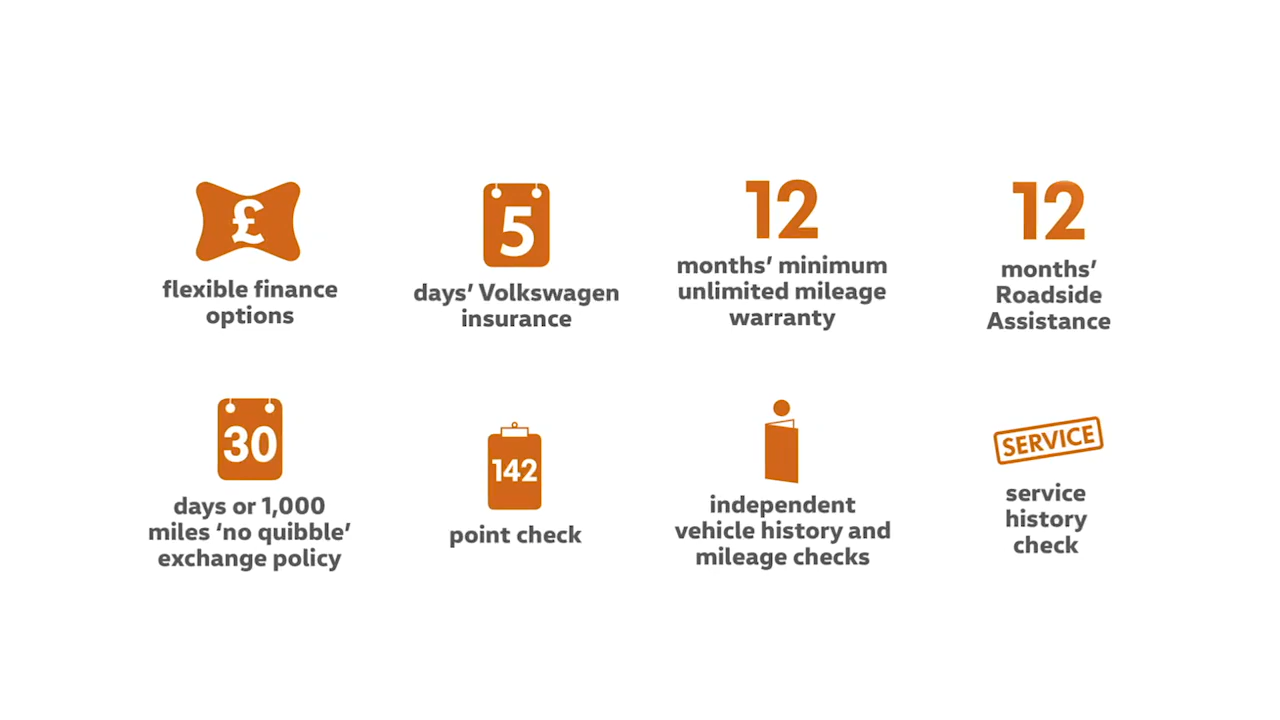 £
flexible finance
options
5
days’ Volkswagen
insurance
12
months’ minimum
unlimited mileage
warranty
12
months’
Roadside
Assistance
30
days or 1,000
miles ‘no quibble’
exchange policy
142
point check
independent
vehicle history and
mileage checks
SERVICE
service
history
check